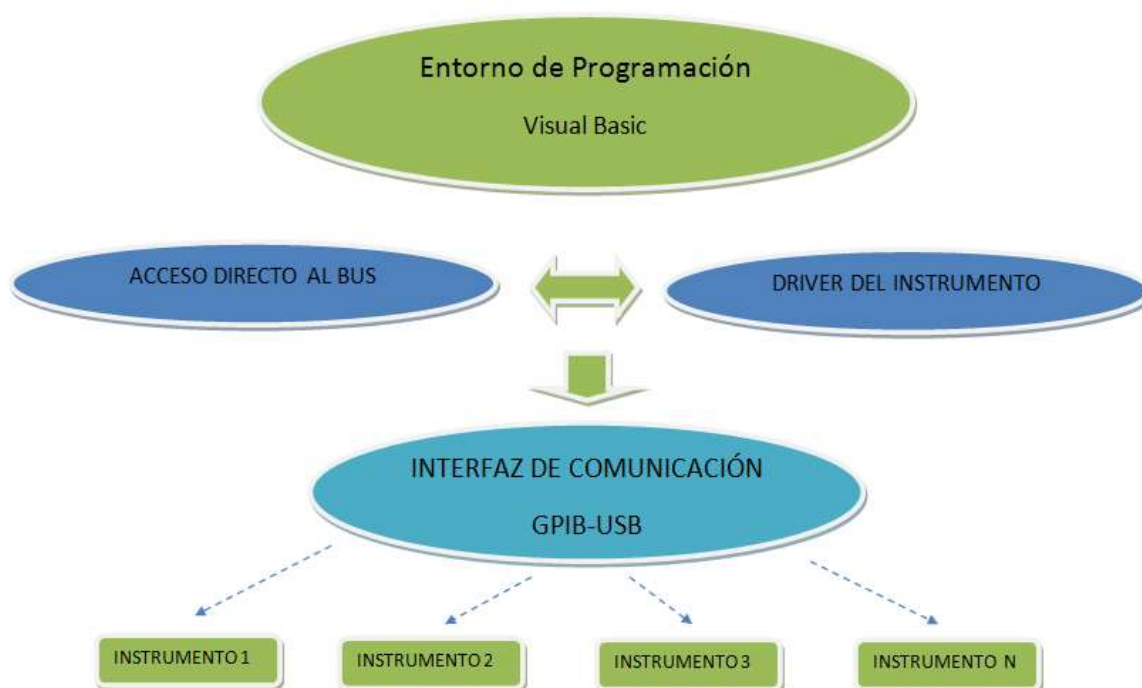 Entorno de Programación
Visual Basic
ACCESO DIRECTO AL BUS
DRIVER DEL INSTRUMENTO
INTERFAZ DE COMUNICACIÓN
GPIB-USB
INSTRUMENTO 1
INSTRUMENTO 2
INSTRUMENTO 3
INSTRUMENTO N